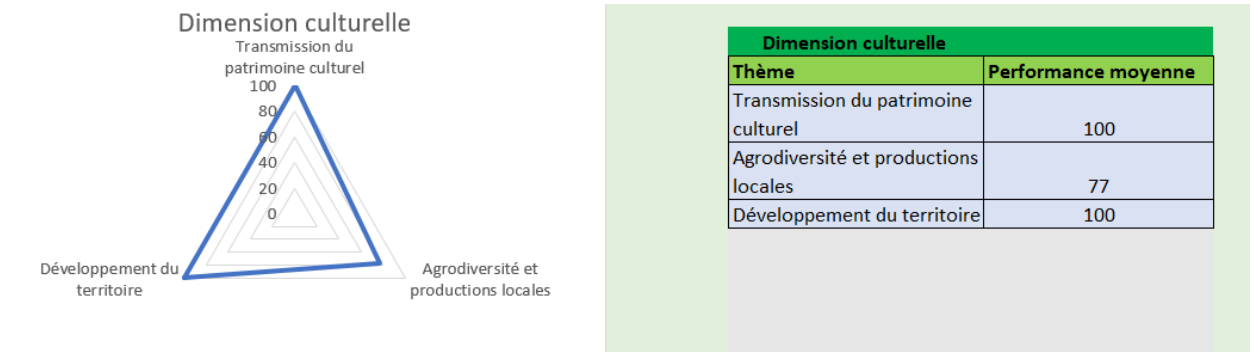 Dimension culturelle
Transmission du
patrimoine culturel
100
80
60
40
20
0
Développement du
territoire
Agrodiversité et
productions locales
Dimension culturelle
Thème Performance moyenne
Transmission du patrimoine
culturel 100
Agrodiversité et productions
locales 77
Développement du territoire 100